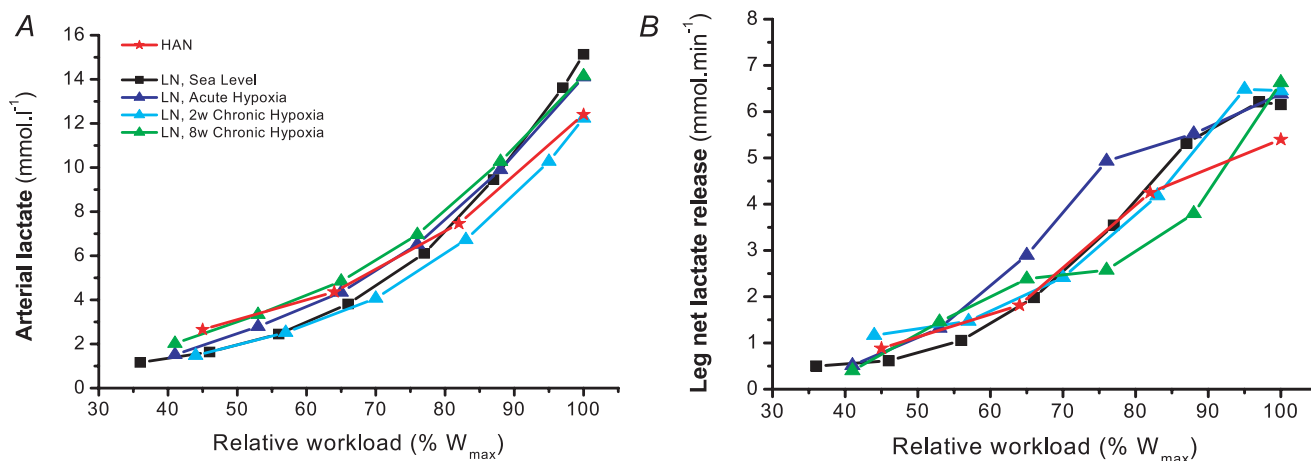 A
Arterial lactate (mmol.l⁻¹)
16
14
12
10
8
6
4
2
0
HAN
LN, Sea Level
LN, Acute Hypoxia
LN, 2w Chronic Hypoxia
LN, 8w Chronic Hypoxia
30 40 50 60 70 80 90 100
Relative workload (% Wmax)
B
Leg net lactate release (mmol.min⁻¹)
8
7
6
5
4
3
2
1
0
30 40 50 60 70 80 90 100
Relative workload (% Wmax)